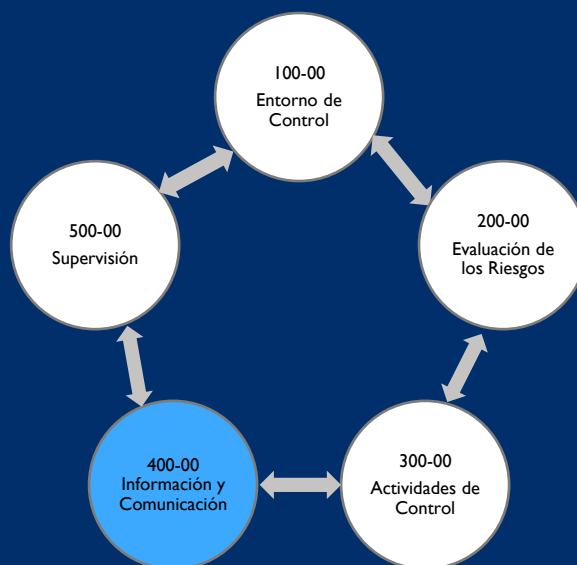 100-00
Entorno de
Control
200-00
Evaluación de
los Riesgos
300-00
Actividades de
Control
400-00
Información y
Comunicación
500-00
Supervisión